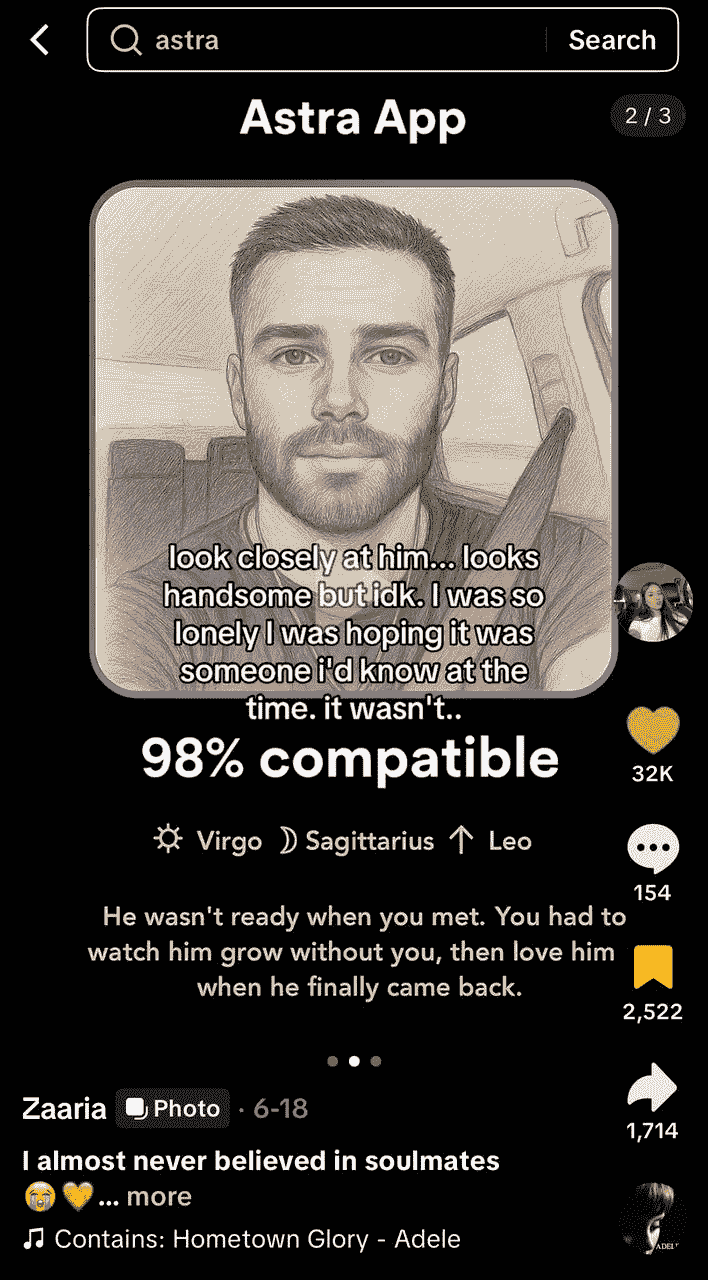 astra
Search
Astra App
2 / 3
look closely at him... looks
handsome but idk. I was so
lonely I was hoping it was
someone i'd know at the
time. it wasn't..
98% compatible
Virgo Sagittarius Leo
He wasn't ready when you met. You had to
watch him grow without you, then love him
when he finally came back.
32K
154
2,522
1,714
Zaaria Photo · 6-18
I almost never believed in soulmates
😭💛... more
Contains: Hometown Glory - Adele
ADELE